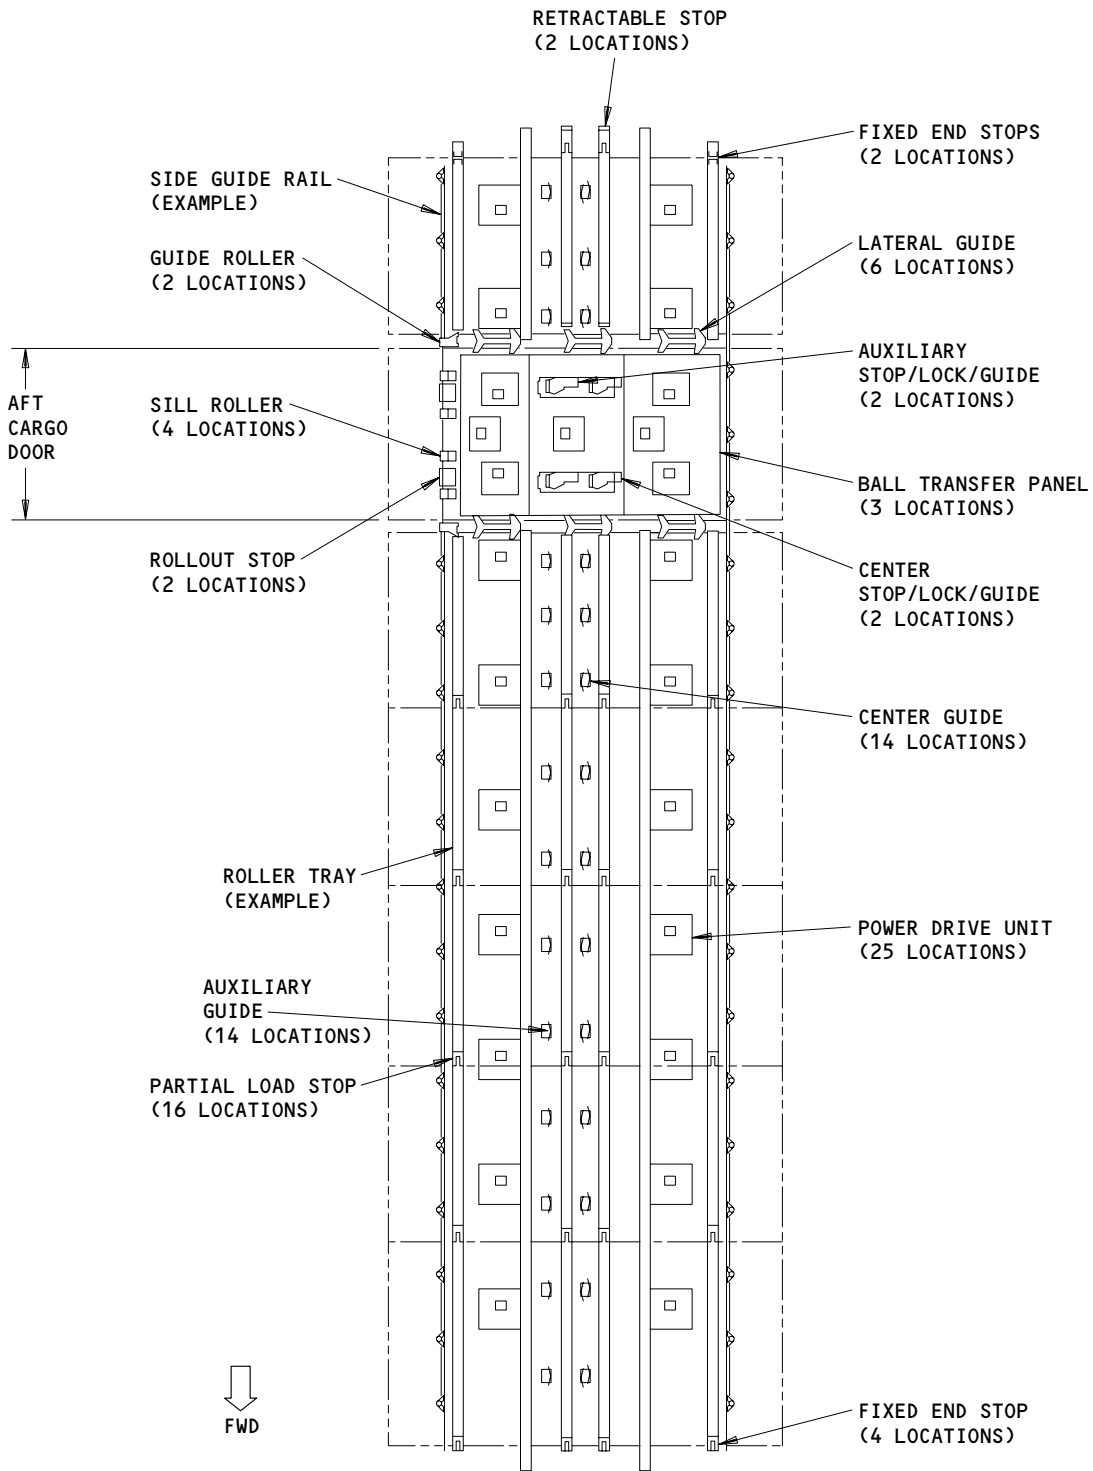 RETRACTABLE STOP
(2 LOCATIONS)
FIXED END STOPS
(2 LOCATIONS)
SIDE GUIDE RAIL
(EXAMPLE)
LATERAL GUIDE
(6 LOCATIONS)
GUIDE ROLLER
(2 LOCATIONS)
AUXILIARY
STOP/LOCK/GUIDE
(2 LOCATIONS)
AFT
CARGO
DOOR
SILL ROLLER
(4 LOCATIONS)
BALL TRANSFER PANEL
(3 LOCATIONS)
ROLLOUT STOP
(2 LOCATIONS)
CENTER
STOP/LOCK/GUIDE
(2 LOCATIONS)
CENTER GUIDE
(14 LOCATIONS)
ROLLER TRAY
(EXAMPLE)
POWER DRIVE UNIT
(25 LOCATIONS)
AUXILIARY
GUIDE
(14 LOCATIONS)
PARTIAL LOAD STOP
(16 LOCATIONS)
FWD
FIXED END STOP
(4 LOCATIONS)